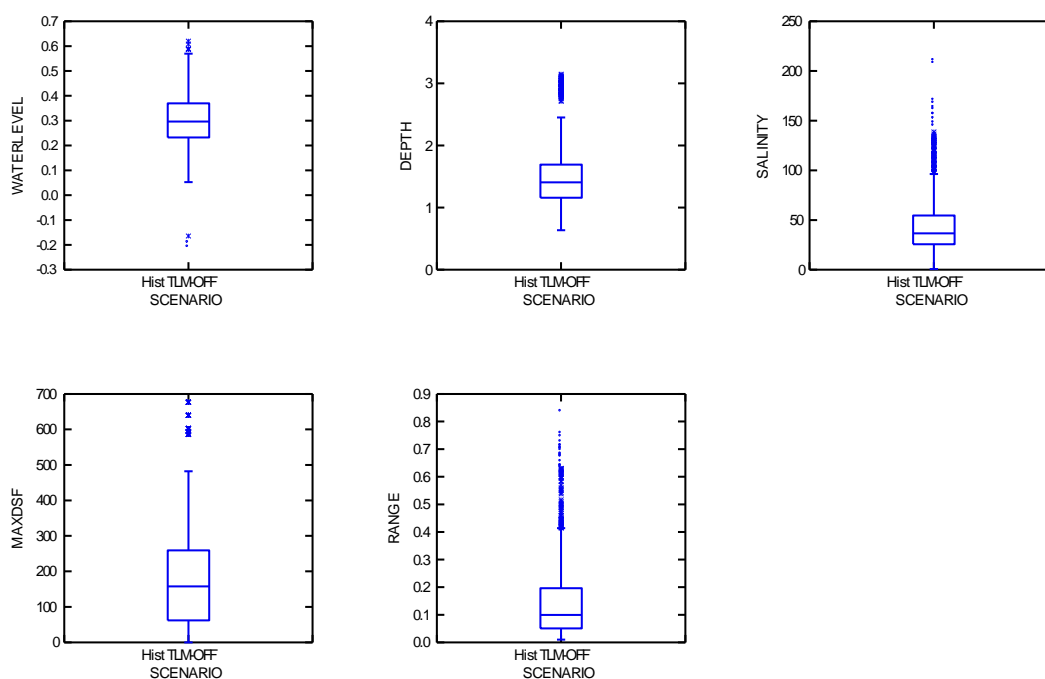 WATERLEVEL
0.7
0.6
0.5
0.4
0.3
0.2
0.1
0.0
-0.1
-0.2
-0.3
Hist TLM-OFF
SCENARIO
DEPTH
4
3
2
1
0
Hist TLM-OFF
SCENARIO
SALINITY
250
200
150
100
50
0
Hist TLM-OFF
SCENARIO
MAXDSF
700
600
500
400
300
200
100
0
Hist TLM-OFF
SCENARIO
RANGE
0.9
0.8
0.7
0.6
0.5
0.4
0.3
0.2
0.1
0.0
Hist TLM-OFF
SCENARIO